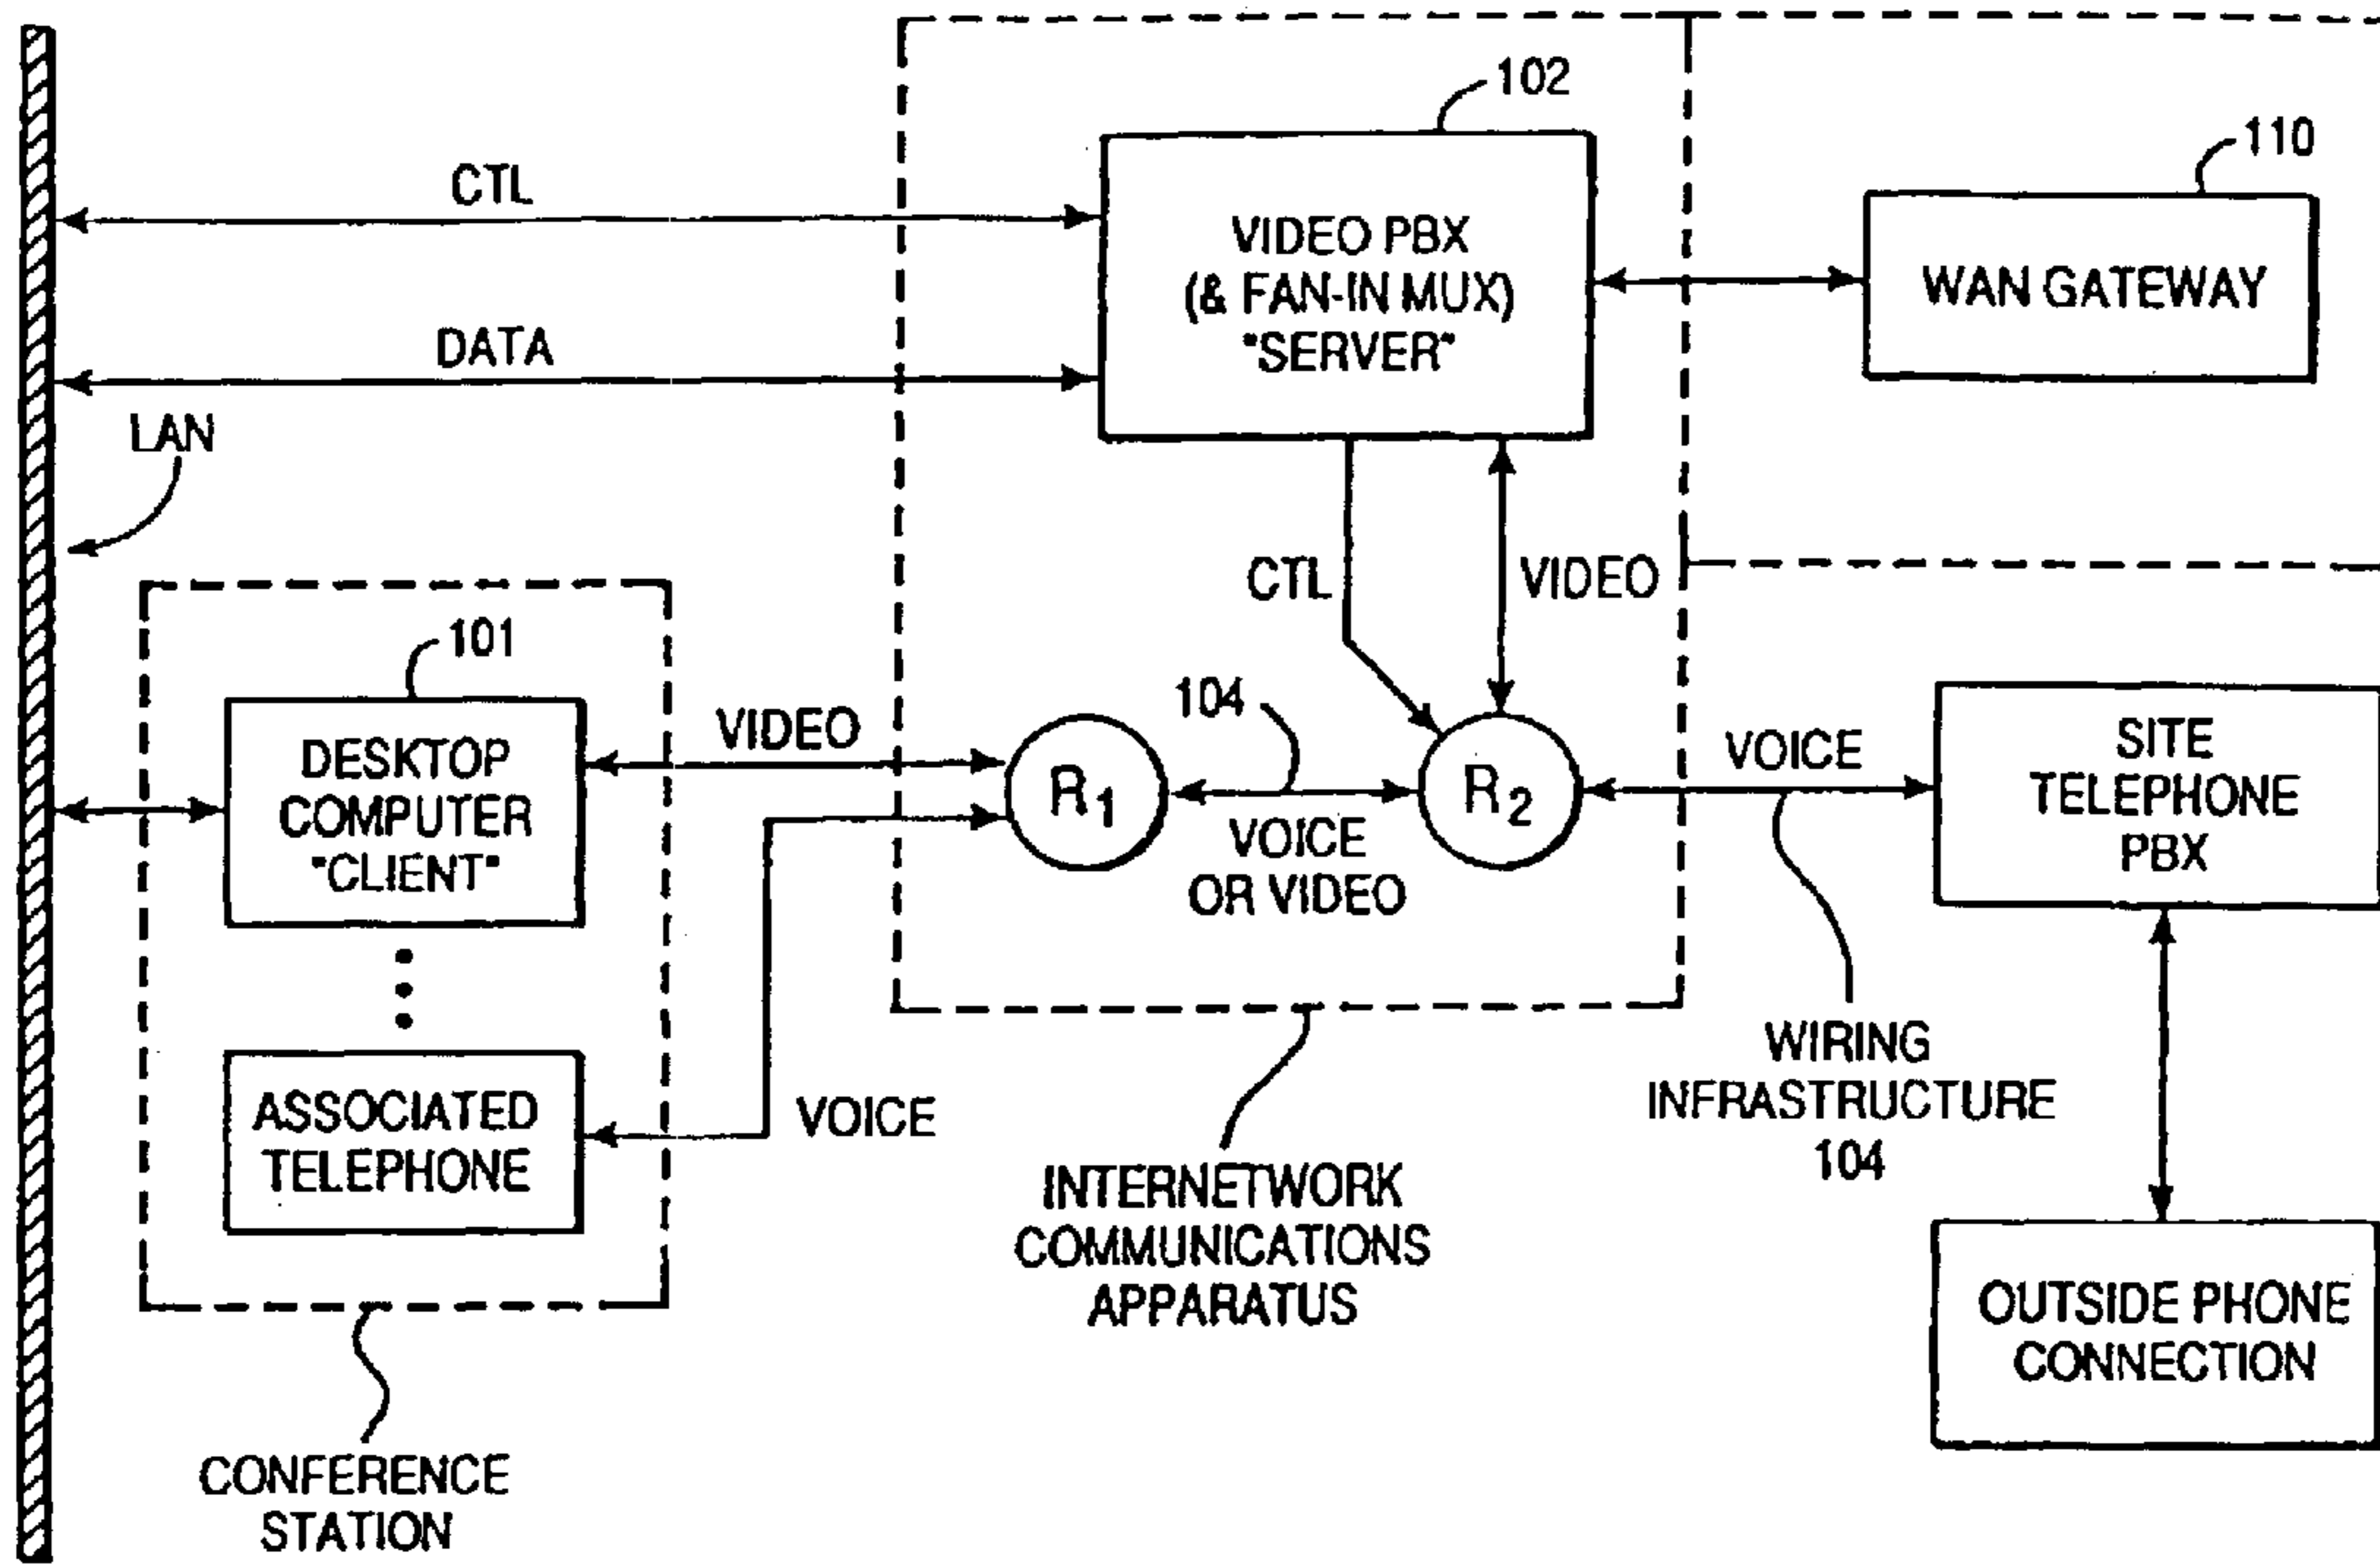 102
110
CTL
VIDEO PBX
(& FAN-IN MUX)
"SERVER"
WAN GATEWAY
DATA
LAN
CTL
VIDEO
101
DESKTOP
COMPUTER
"CLIENT"
VIDEO
104
R1
R2
VOICE
OR VIDEO
VOICE
SITE
TELEPHONE
PBX
ASSOCIATED
TELEPHONE
VOICE
WIRING
INFRASTRUCTURE
104
INTERNETWORK
COMMUNICATIONS
APPARATUS
OUTSIDE PHONE
CONNECTION
CONFERENCE
STATION